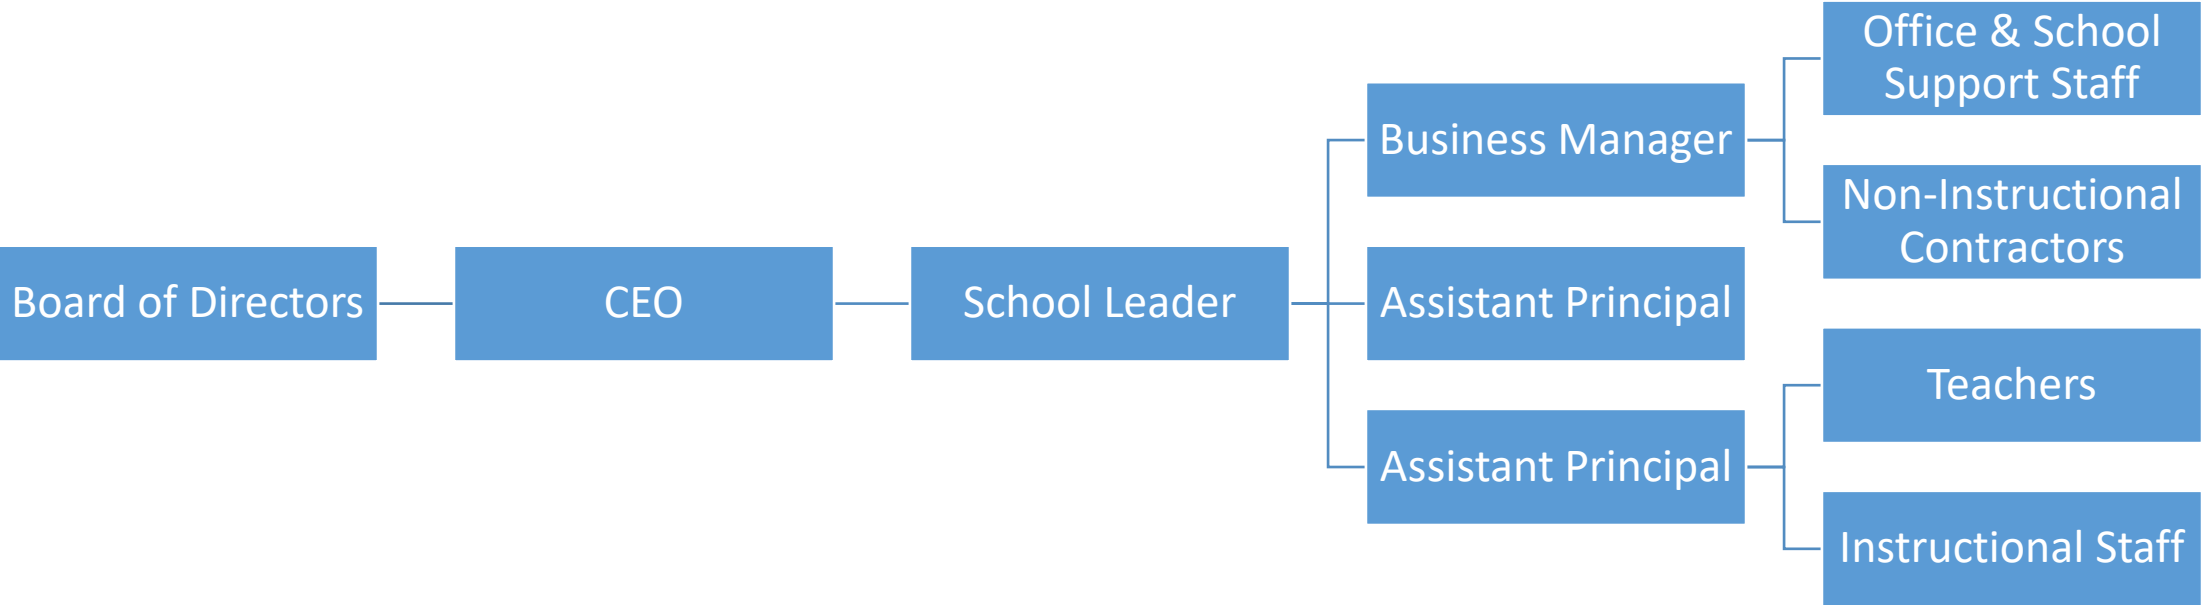 Board of Directors
CEO
School Leader
Business Manager
Office & School
Support Staff
Non-Instructional
Contractors
Assistant Principal
Assistant Principal
Teachers
Instructional Staff